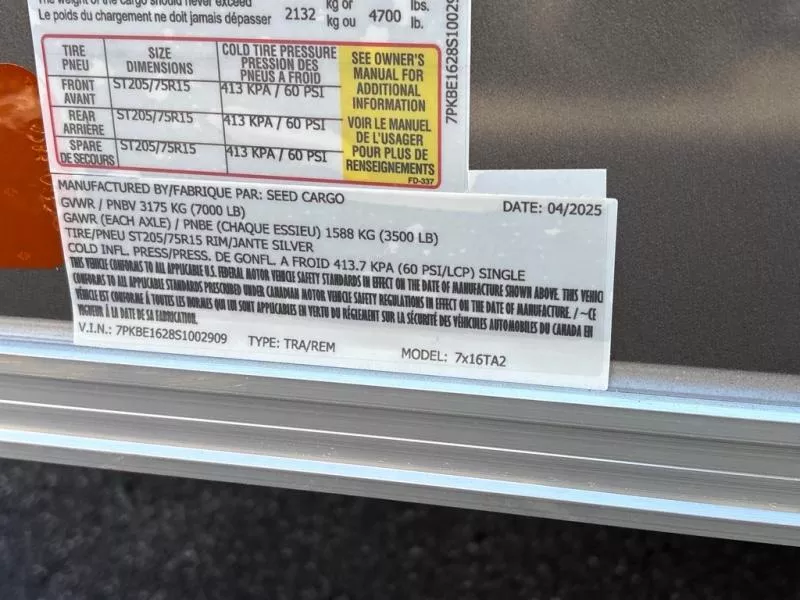 The weight of the cargo should never exceed
Le poids du chargement ne doit jamais dépasser 2132 kg or kg ou 4700 lbs. lb.
TIRE PNEU SIZE DIMENSIONS COLD TIRE PRESSURE PRESSION DES PNEUS A FROID
FRONT AVANT ST205/75R15 413 KPA / 60 PSI
REAR ARRIÈRE ST205/75R15 413 KPA / 60 PSI
SPARE DE SECOURS ST205/75R15 413 KPA / 60 PSI
SEE OWNER'S
MANUAL FOR
ADDITIONAL
INFORMATION
VOIR LE MANUEL
DE L'USAGER
POUR PLUS DE
RENSEIGNEMENTS
FD-337
7PKBE1628S10029
MANUFACTURED BY/FABRIQUE PAR: SEED CARGO DATE: 04/2025
GVWR / PNBV 3175 KG (7000 LB)
GAWR (EACH AXLE) / PNBE (CHAQUE ESSIEU) 1588 KG (3500 LB)
TIRE/PNEU ST205/75R15 RIM/JANTE SILVER
COLD INFL. PRESS/PRESS. DE GONFL. A FROID 413.7 KPA (60 PSI/LCP) SINGLE
THIS VEHICLE CONFORMS TO ALL APPLICABLE U.S. FEDERAL MOTOR VEHICLE SAFETY STANDARDS IN EFFECT ON THE DATE OF MANUFACTURE SHOWN ABOVE. THIS VEHIC
VEHICLE CONFORMS TO ALL APPLICABLE STANDARDS PRESCRIBED UNDER CANADIAN MOTOR VEHICLE SAFETY REGULATIONS IN EFFECT ON THE DATE OF MANUFACTURE. / ~CE
VÉHICLE EST CONFORME À TOUTES LES NORMES QUI LUI SONT APPLICABLES EN VERTU DU RÉGLEMENT SUR LA SÉCURITÉ DES VÉHICLES AUTOMOBILES DU CANADA EN
VIGUEUR À LA DATE DE SA FABRICATION.
V.I.N.: 7PKBE1628S1002909 TYPE: TRA/REM MODEL: 7x16TA2